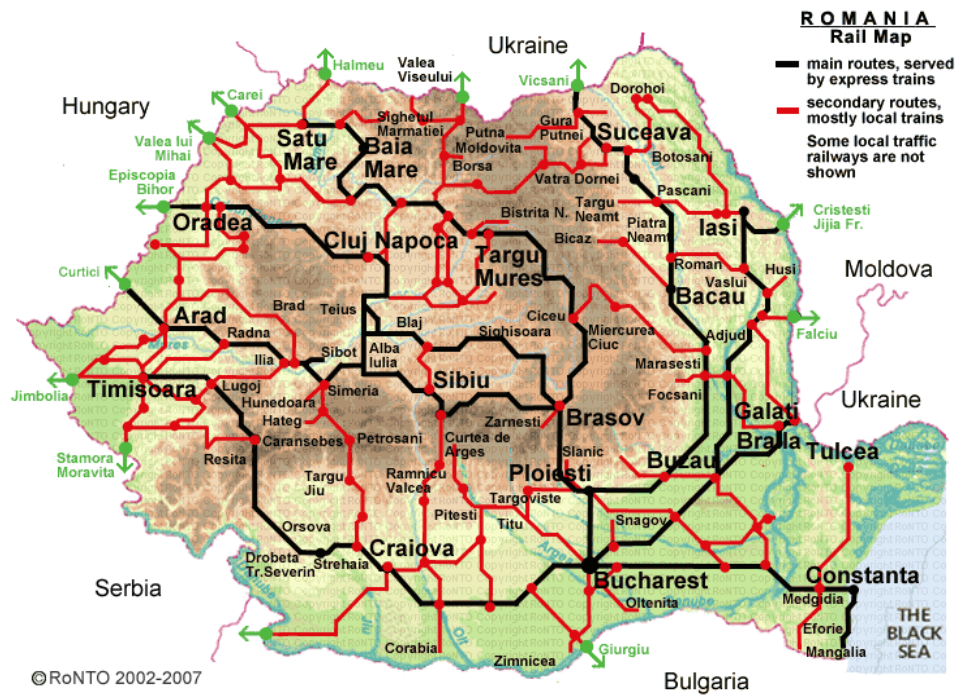 ROMANIA
Rail Map
main routes, served
by express trains
secondary routes,
mostly local trains
Some local traffic
railways are not
shown
Ukraine
Halmeu
Valea
Viseului
Vicsani
Dorohoi
Carei
Hungary
Sighetul
Marmatiei
Putna
Moldovita
Gura
Putnei
Suceava
Satu
Mare
Baia
Mare
Valea lui
Mihai
Borsa
Botosani
Episcopia
Bihor
Vatra Dornei
Pascani
Targu
Neamt
Bistrita N.
Oradea
Piatra
Neamt
Iasi
Cristesti
Jijia Fr.
Cluj Napoca
Targu
Mures
Bicaz
Roman
Moldova
Curtici
Vaslui
Husi
Bacau
Brad
Teius
Ciceu
Arad
Radna
Blaj
Sighisoara
Miercurea
Ciuc
Adjud
Falciu
Mures
Ilia
Sibot
Alba
Iulia
Marasesti
Timisoara
Lugoj
Simeria
Sibiu
Focsani
Jimbolia
Hunedoara
Ukraine
Hateg
Zarnesti
Brasov
Galati
Caransebes
Petrosani
Curtea de
Arges
Braila
Tulcea
Stamora
Moravita
Resita
Slanic
Buzau
Targu
Jiu
Ramnicu
Valcea
Ploiesti
Targoviste
Pitesti
Titu
Snagov
Orsova
Drobeta
Tr.Severin
Strehaia
Craiova
Arges
Bucharest
Constanta
Serbia
Danube
Oltenita
Danube
Medgidia
THE
BLACK
SEA
Jiu
Olt
Eforie
Corabia
Zimnicea
Giurgiu
Mangalia
©RoNTO 2002-2007
Bulgaria